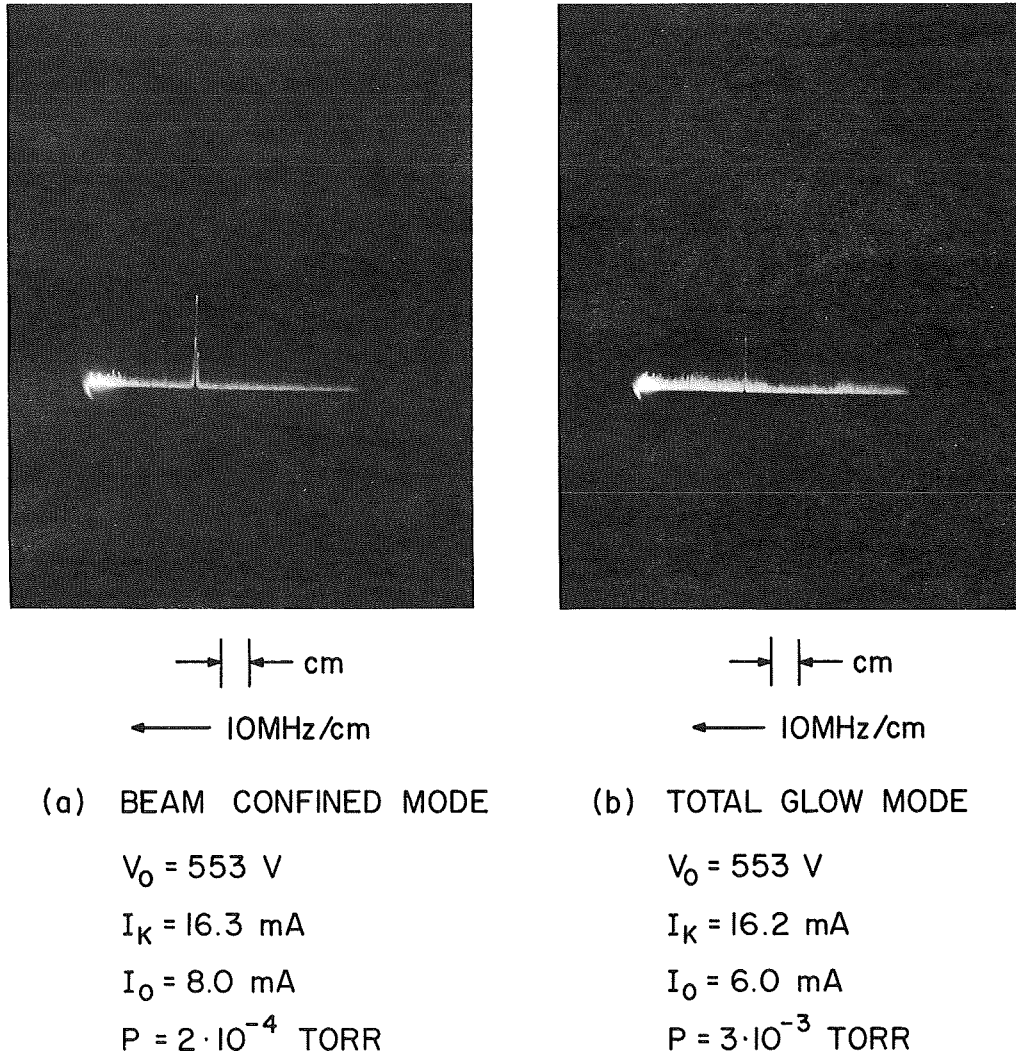 cm
10MHz/cm
(a) BEAM CONFINED MODE
V₀ = 553 V
I_K = 16.3 mA
I₀ = 8.0 mA
P = 2·10⁻⁴ TORR
cm
10MHz/cm
(b) TOTAL GLOW MODE
V₀ = 553 V
I_K = 16.2 mA
I₀ = 6.0 mA
P = 3·10⁻³ TORR